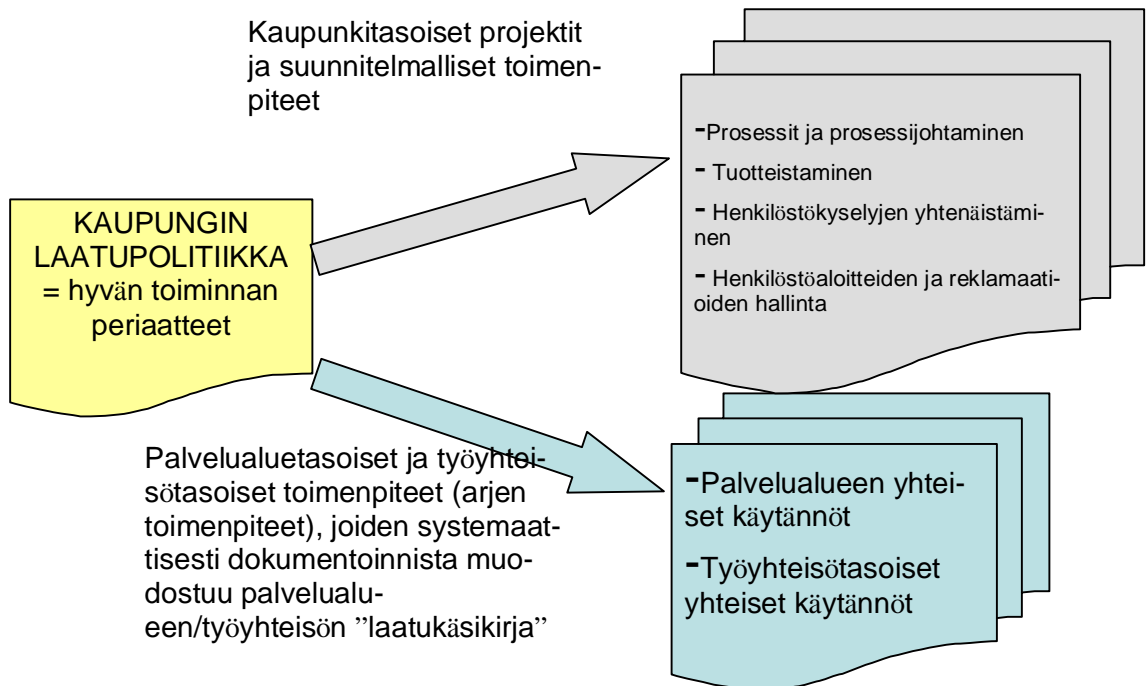 Kaupunkitasoiset projektit
ja suunnitelmalliset toimen-
piteet
-Prosessit ja prosessijohtaminen
- Tuotteistaminen
- Henkilöstökyselyjen yhtenäistämi-
nen
- Henkilöstöaloitteiden ja reklamaati-
oiden hallinta
KAUPUNGIN
LAATUPOLITIIKKA
= hyvän toiminnan
periaatteet
Palvelualuetasoiset ja työyhtei-
sötasoiset toimenpiteet (arjen
toimenpiteet), joiden systemaat-
tisesti dokumentoinnista muo-
dostuu palvelualu-
een/työyhteisön ”laatukäsikirja”
-Palvelualueen yhtei-
set käytännöt
-Työyhteisötasoiset
yhteiset käytännöt